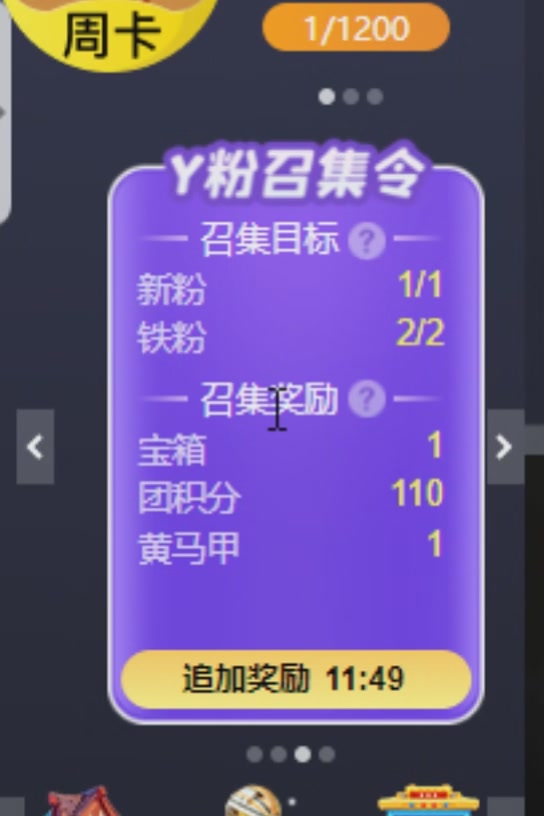 周卡
1/1200
Y粉召集令
召集目标 ?
新粉 1/1
铁粉 2/2
召集奖励 ?
宝箱 1
团积分 110
黄马甲 1
追加奖励 11:49